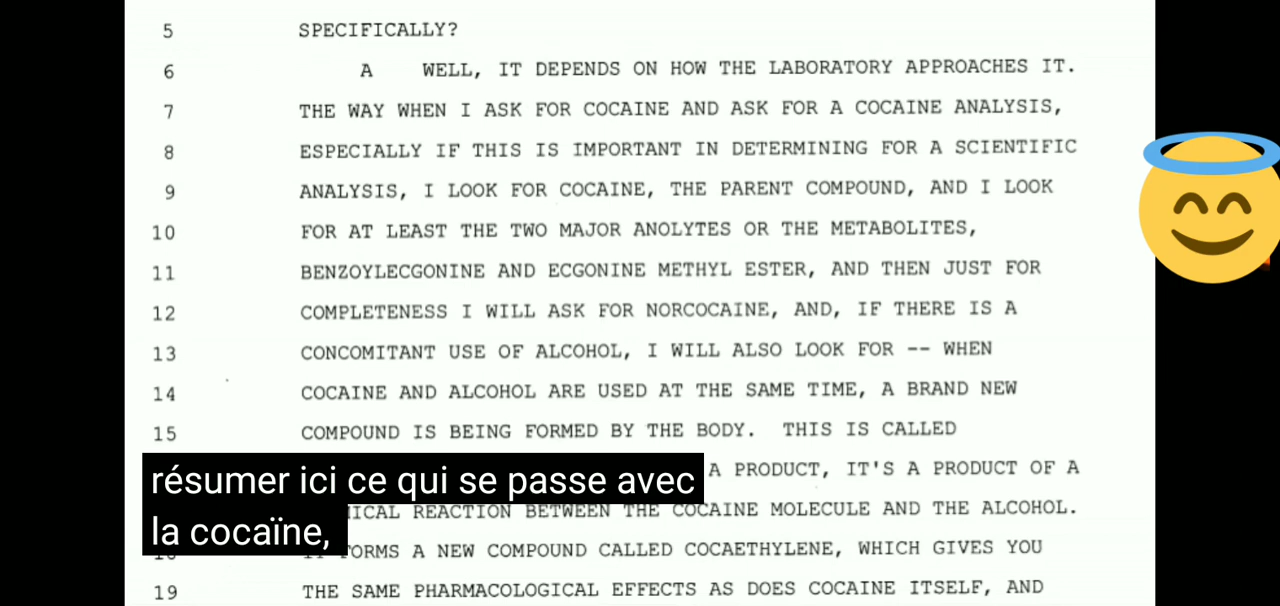 5 SPECIFICALLY?
6 A WELL, IT DEPENDS ON HOW THE LABORATORY APPROACHES IT.
7 THE WAY WHEN I ASK FOR COCAINE AND ASK FOR A COCAINE ANALYSIS,
8 ESPECIALLY IF THIS IS IMPORTANT IN DETERMINING FOR A SCIENTIFIC
9 ANALYSIS, I LOOK FOR COCAINE, THE PARENT COMPOUND, AND I LOOK
10 FOR AT LEAST THE TWO MAJOR ANOLYTES OR THE METABOLITES,
11 BENZOYLECGONINE AND ECGONINE METHYL ESTER, AND THEN JUST FOR
12 COMPLETENESS I WILL ASK FOR NORCOCAINE, AND, IF THERE IS A
13 CONCOMITANT USE OF ALCOHOL, I WILL ALSO LOOK FOR -- WHEN
14 COCAINE AND ALCOHOL ARE USED AT THE SAME TIME, A BRAND NEW
15 COMPOUND IS BEING FORMED BY THE BODY. THIS IS CALLED
A PRODUCT, IT'S A PRODUCT OF A
REACTION BETWEEN THE COCAINE MOLECULE AND THE ALCOHOL.
A NEW COMPOUND CALLED COCAETHYLENE, WHICH GIVES YOU
19 THE SAME PHARMACOLOGICAL EFFECTS AS DOES COCAINE ITSELF, AND
résumer ici ce qui se passe avec
la cocaïne,